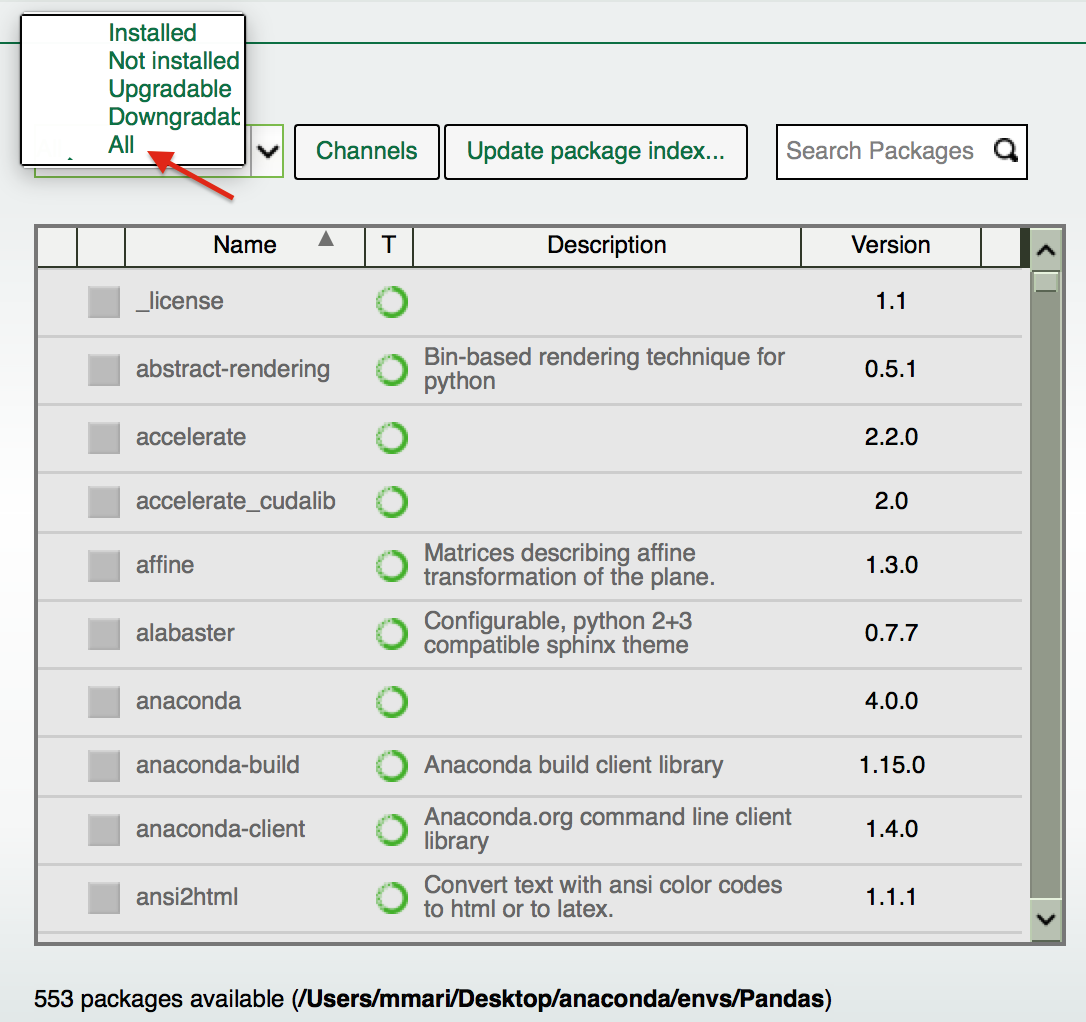 Installed
Not installed
Upgradable
Downgradab
All
Channels
Update package index...
Search Packages
Name T Description Version
_license 1.1
abstract-rendering Bin-based rendering technique for
python 0.5.1
accelerate 2.2.0
accelerate_cudalib 2.0
affine Matrices describing affine
transformation of the plane. 1.3.0
alabaster Configurable, python 2+3
compatible sphinx theme 0.7.7
anaconda 4.0.0
anaconda-build Anaconda build client library 1.15.0
anaconda-client Anaconda.org command line client
library 1.4.0
ansi2html Convert text with ansi color codes
to html or to latex. 1.1.1
553 packages available (/Users/mmari/Desktop/anaconda/envs/Pandas)